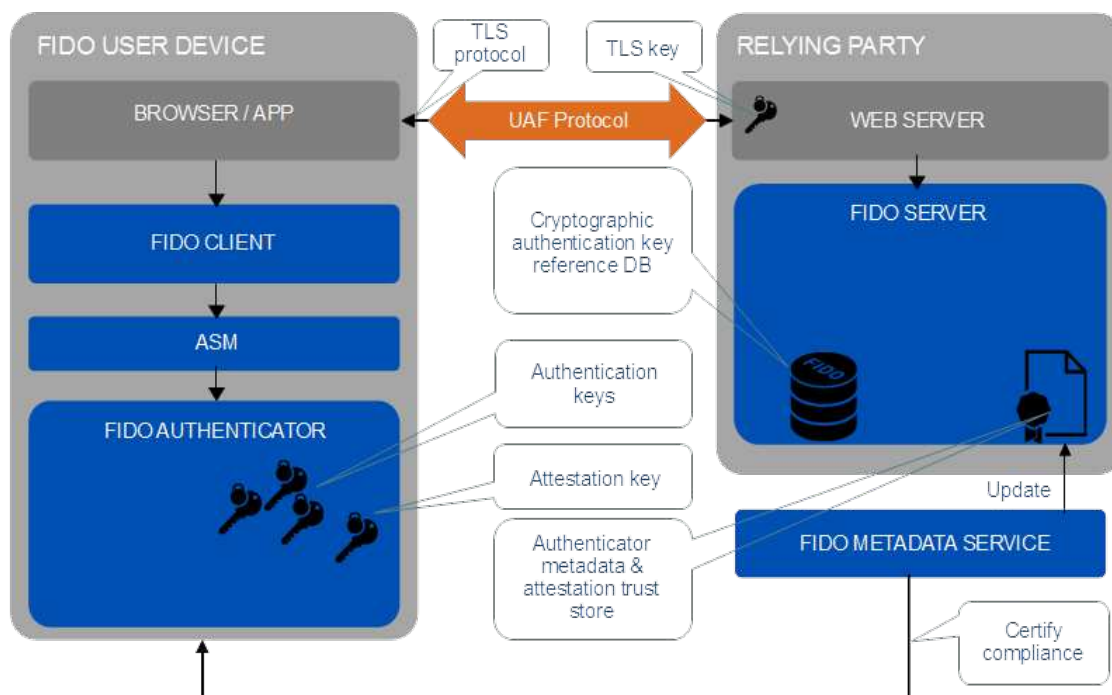 FIDO USER DEVICE
BROWSER / APP
FIDO CLIENT
ASM
FIDO AUTHENTICATOR
TLS
protocol
TLS key
UAF Protocol
Cryptographic
authentication key
reference DB
Authentication
keys
Attestation key
Authenticator
metadata &
attestation trust
store
RELYING PARTY
WEB SERVER
FIDO SERVER
FIDO
Update
FIDO METADATA SERVICE
Certify
compliance